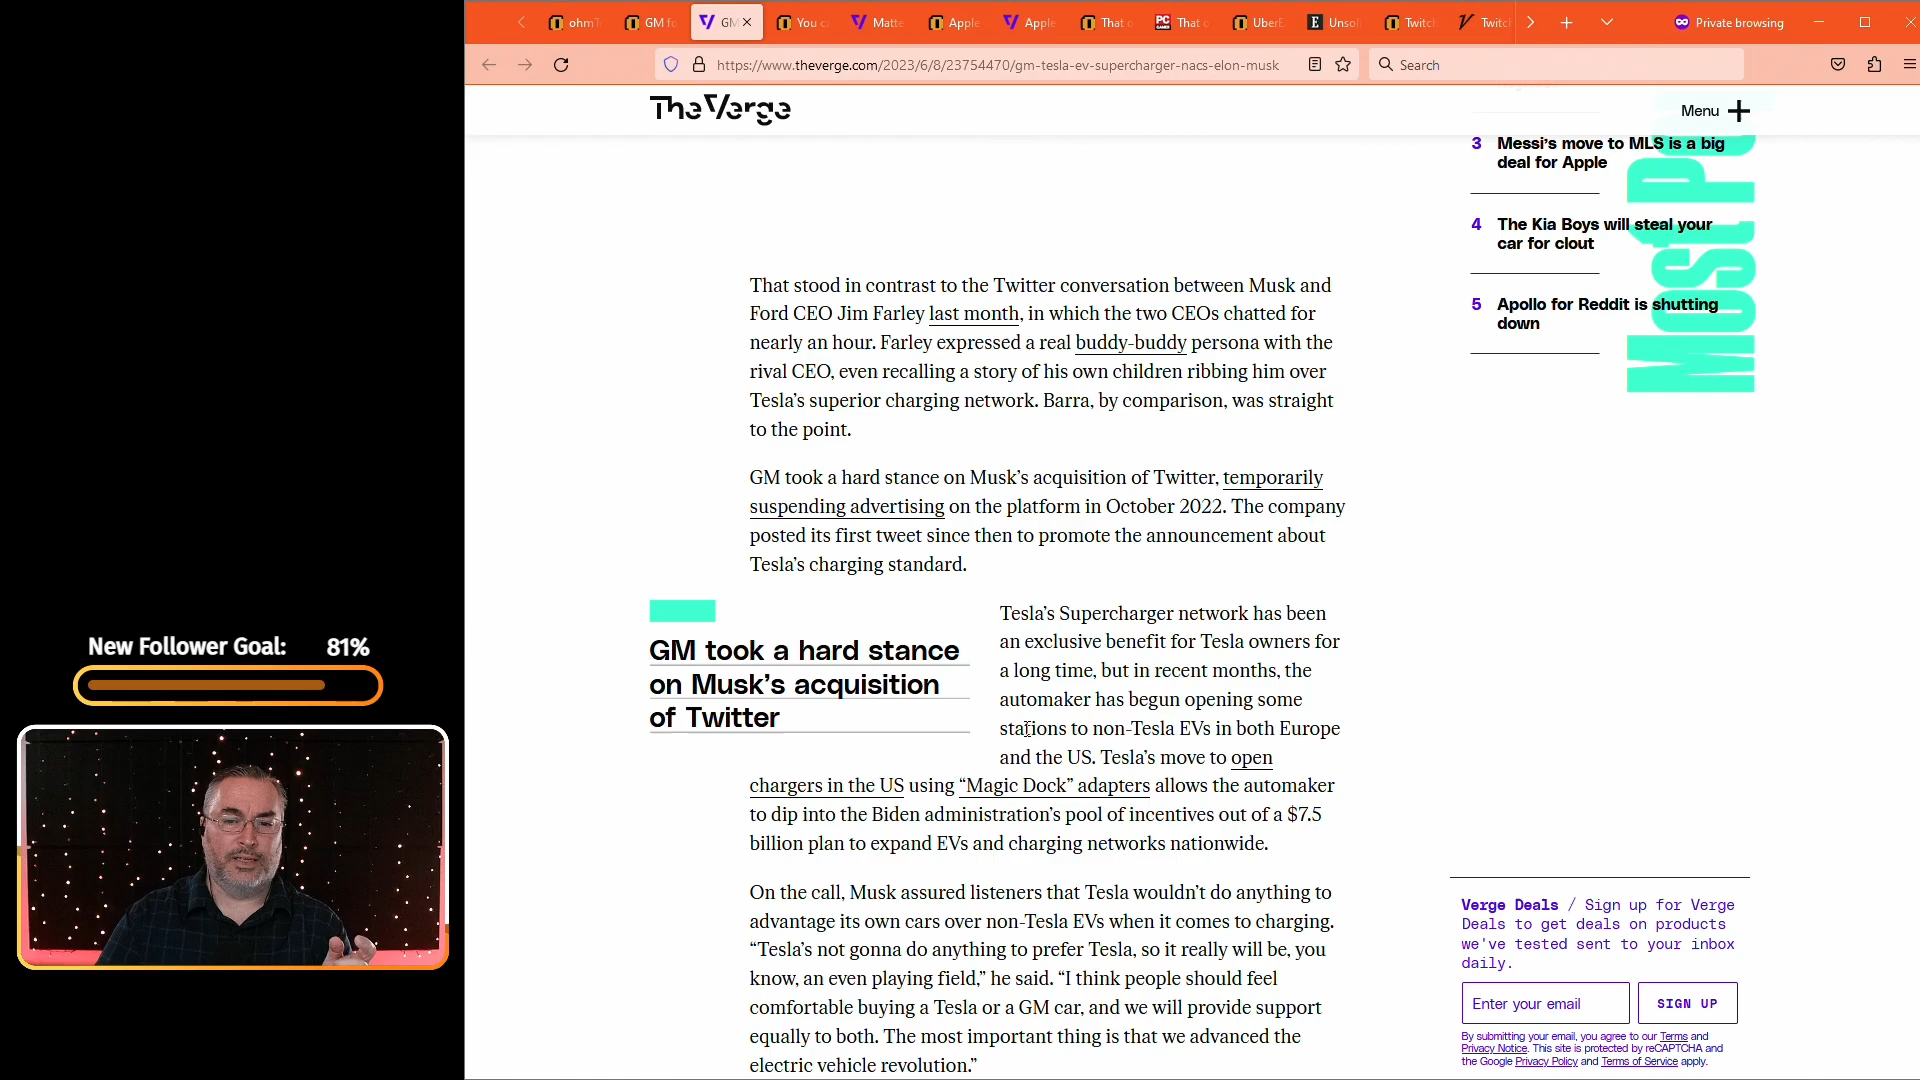 ohm
GM fo
GM
You c
Matte
Apple
Apple
That o
PC
That o
UberE
E
Unso
Twitch
Twitc
Private browsing
https://www.theverge.com/2023/6/8/23754470/gm-tesla-ev-supercharger-nacs-elon-musk
Search
TheVerge
Menu
Most Po
3 Messi's move to MLS is a big
deal for Apple
4 The Kia Boys will steal your
car for clout
5 Apollo for Reddit is shutting
down
That stood in contrast to the Twitter conversation between Musk and
Ford CEO Jim Farley last month, in which the two CEOs chatted for
nearly an hour. Farley expressed a real buddy-buddy persona with the
rival CEO, even recalling a story of his own children ribbing him over
Tesla's superior charging network. Barra, by comparison, was straight
to the point.
GM took a hard stance on Musk's acquisition of Twitter, temporarily
suspending advertising on the platform in October 2022. The company
posted its first tweet since then to promote the announcement about
Tesla's charging standard.
GM took a hard stance
on Musk's acquisition
of Twitter
Tesla's Supercharger network has been
an exclusive benefit for Tesla owners for
a long time, but in recent months, the
automaker has begun opening some
stations to non-Tesla EVs in both Europe
and the US. Tesla's move to open
chargers in the US using “Magic Dock” adapters allows the automaker
to dip into the Biden administration's pool of incentives out of a $7.5
billion plan to expand EVs and charging networks nationwide.
On the call, Musk assured listeners that Tesla wouldn't do anything to
advantage its own cars over non-Tesla EVs when it comes to charging.
“Tesla's not gonna do anything to prefer Tesla, so it really will be, you
know, an even playing field,” he said. “I think people should feel
comfortable buying a Tesla or a GM car, and we will provide support
equally to both. The most important thing is that we advanced the
electric vehicle revolution.”
Verge Deals / Sign up for Verge
Deals to get deals on products
we've tested sent to your inbox
daily.
Enter your email
SIGN UP
By submitting your email, you agree to our Terms and
Privacy Notice. This site is protected by reCAPTCHA and
the Google Privacy Policy and Terms of Service apply.
New Follower Goal: 81%